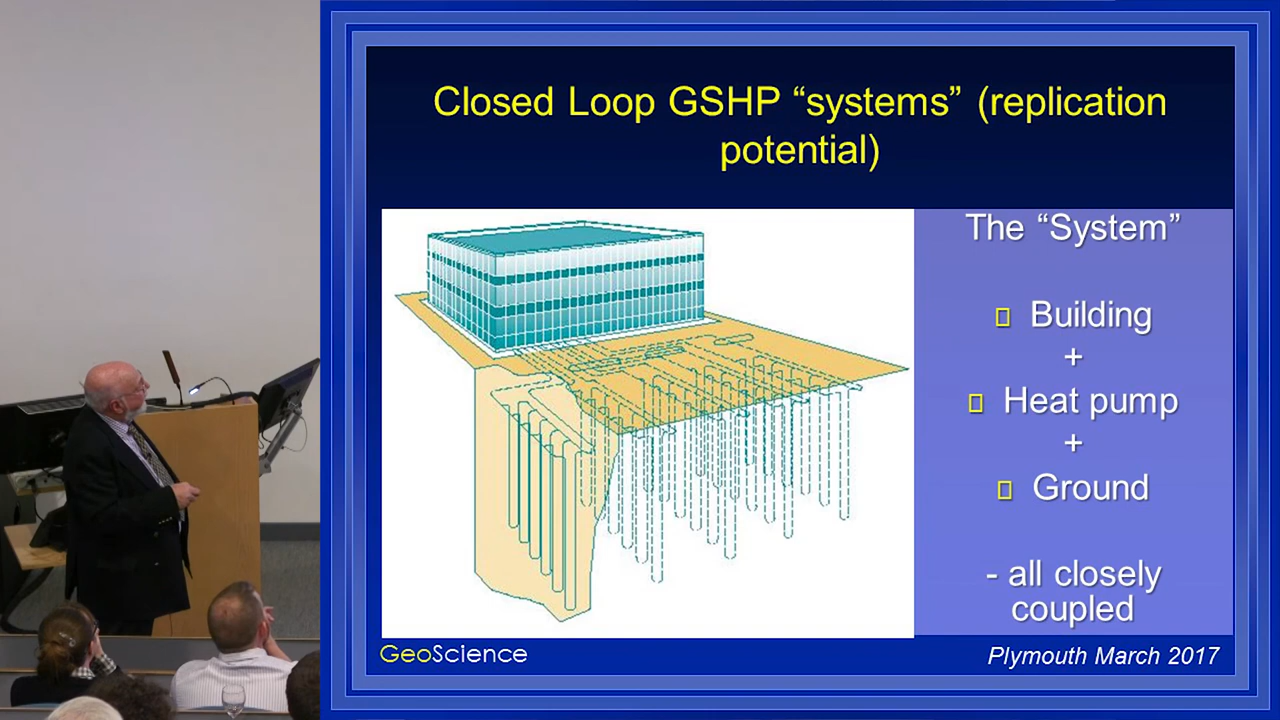 Closed Loop GSHP “systems” (replication
potential)
The “System”
Building
+
Heat pump
+
Ground
- all closely
coupled
GeoScience
Plymouth March 2017